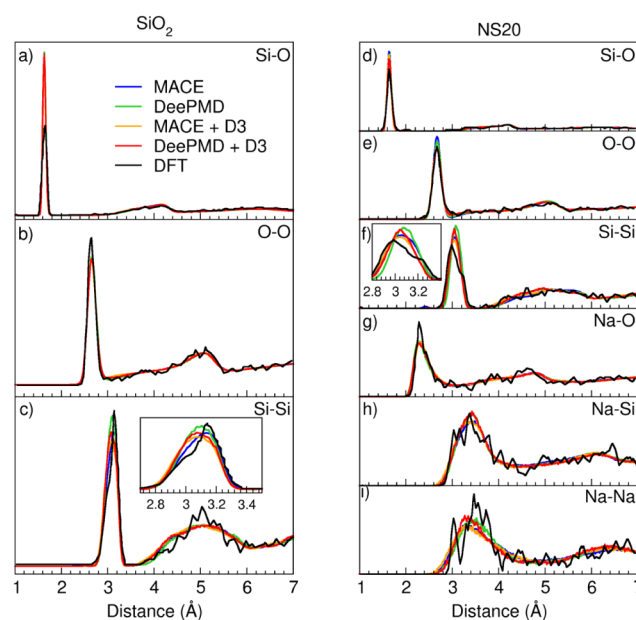 SiO2
a)
Si-O
MACE
DeePMD
MACE + D3
DeePMD + D3
DFT
b)
O-O
c)
Si-Si
3 3.2 3.4
1 2 3 4 5 6 7
Distance (Å)
NS20
d)
Si-O
e)
O-O
f)
Si-Si
2.8 3 3.2
g)
Na-O
h)
Na-Si
i)
Na-Na
1 2 3 4 5 6 7
Distance (Å)